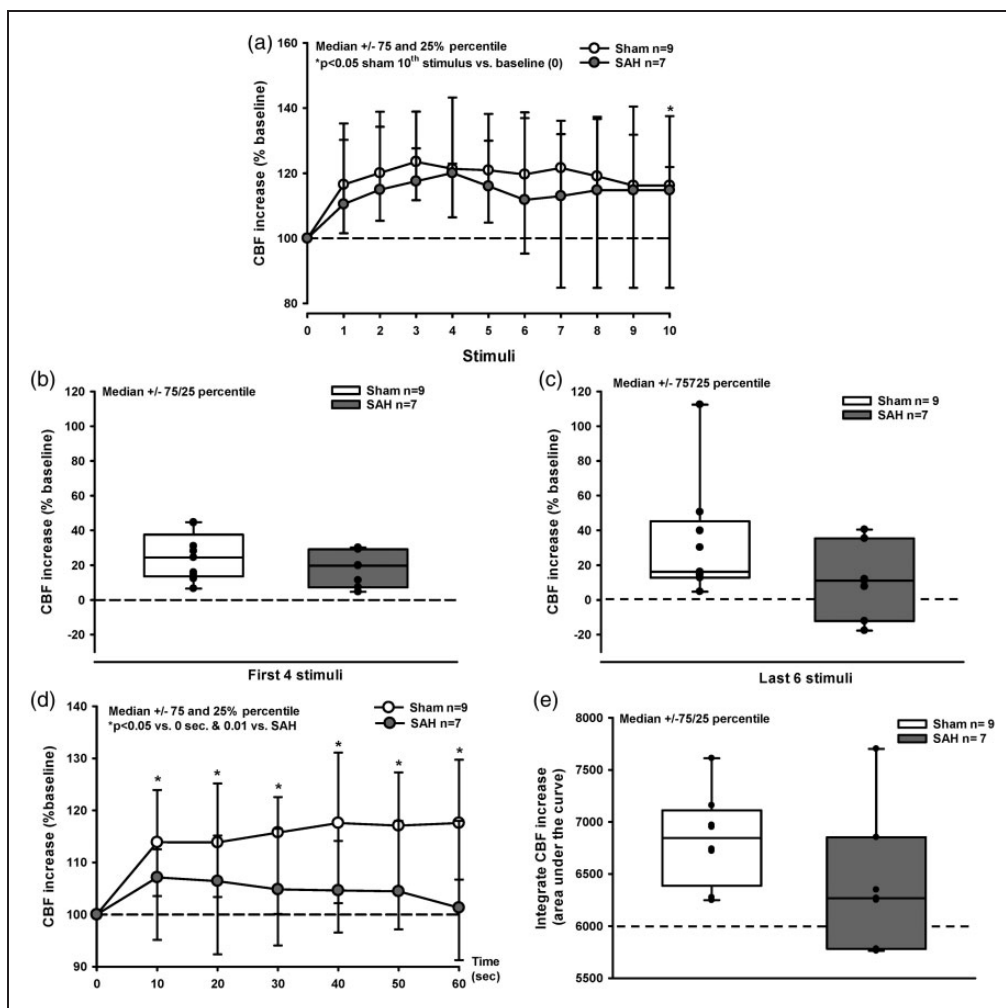 (a)
160
140
120
100
80
CBF increase (% baseline)
Median +/- 75 and 25% percentile
*p<0.05 sham 10th stimulus vs. baseline (0)
Sham n=9
SAH n=7
*
0 1 2 3 4 5 6 7 8 9 10
Stimuli
(b)
120
100
80
60
40
20
0
-20
CBF increase (% baseline)
Median +/- 75/25 percentile
Sham n=9
SAH n=7
First 4 stimuli
(c)
120
100
80
60
40
20
0
-20
CBF increase (% baseline)
Median +/- 75725 percentile
Sham n= 9
SAH n=7
Last 6 stimuli
(d)
140
130
120
110
100
90
CBF increase (%baseline)
Median +/- 75 and 25% percentile
*p<0.05 vs. 0 sec. & 0.01 vs. SAH
Sham n=9
SAH n=7
* * * * * *
Time
(sec)
0 10 20 30 40 50 60
(e)
8000
7500
7000
6500
6000
5500
Integrate CBF increase
(area under the curve)
Median +/-75/25 percentile
Sham n= 9
SAH n= 7